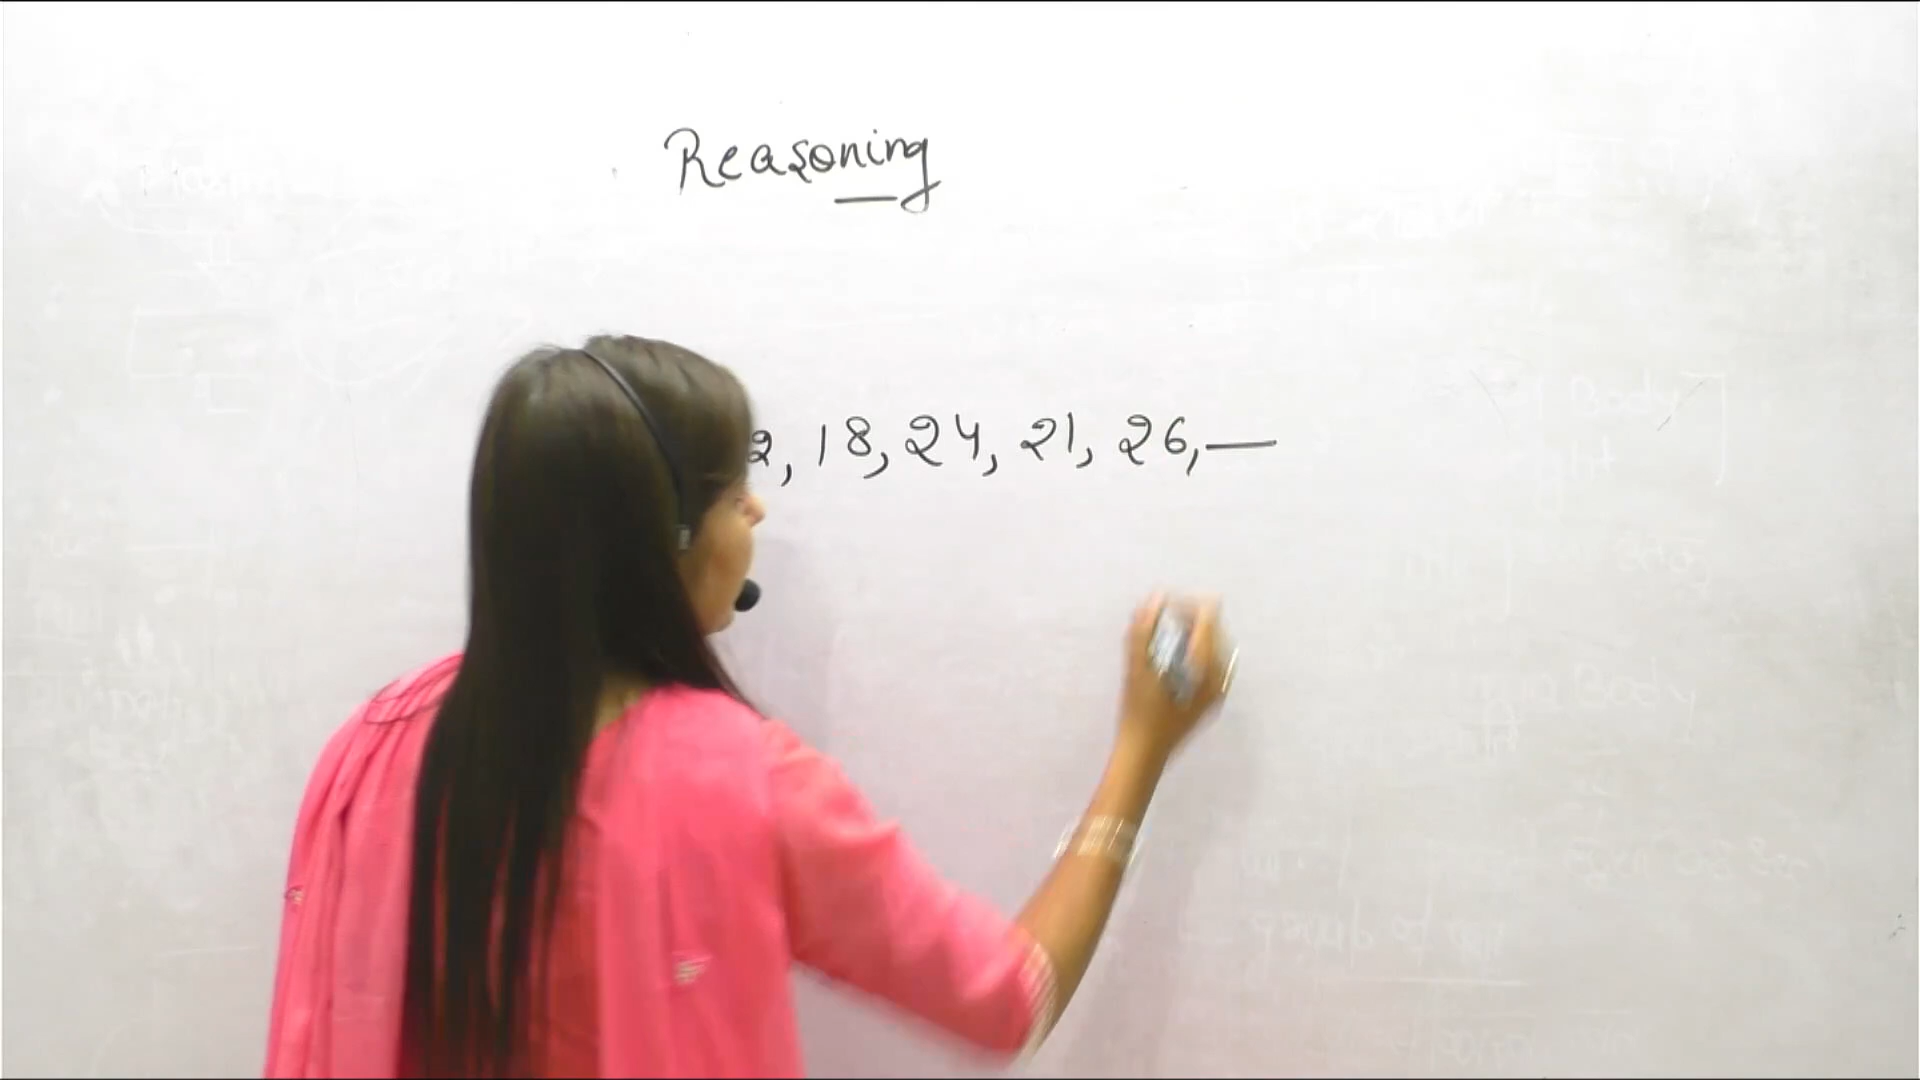 Reasoning
2, 18, 24, 21, 26, —